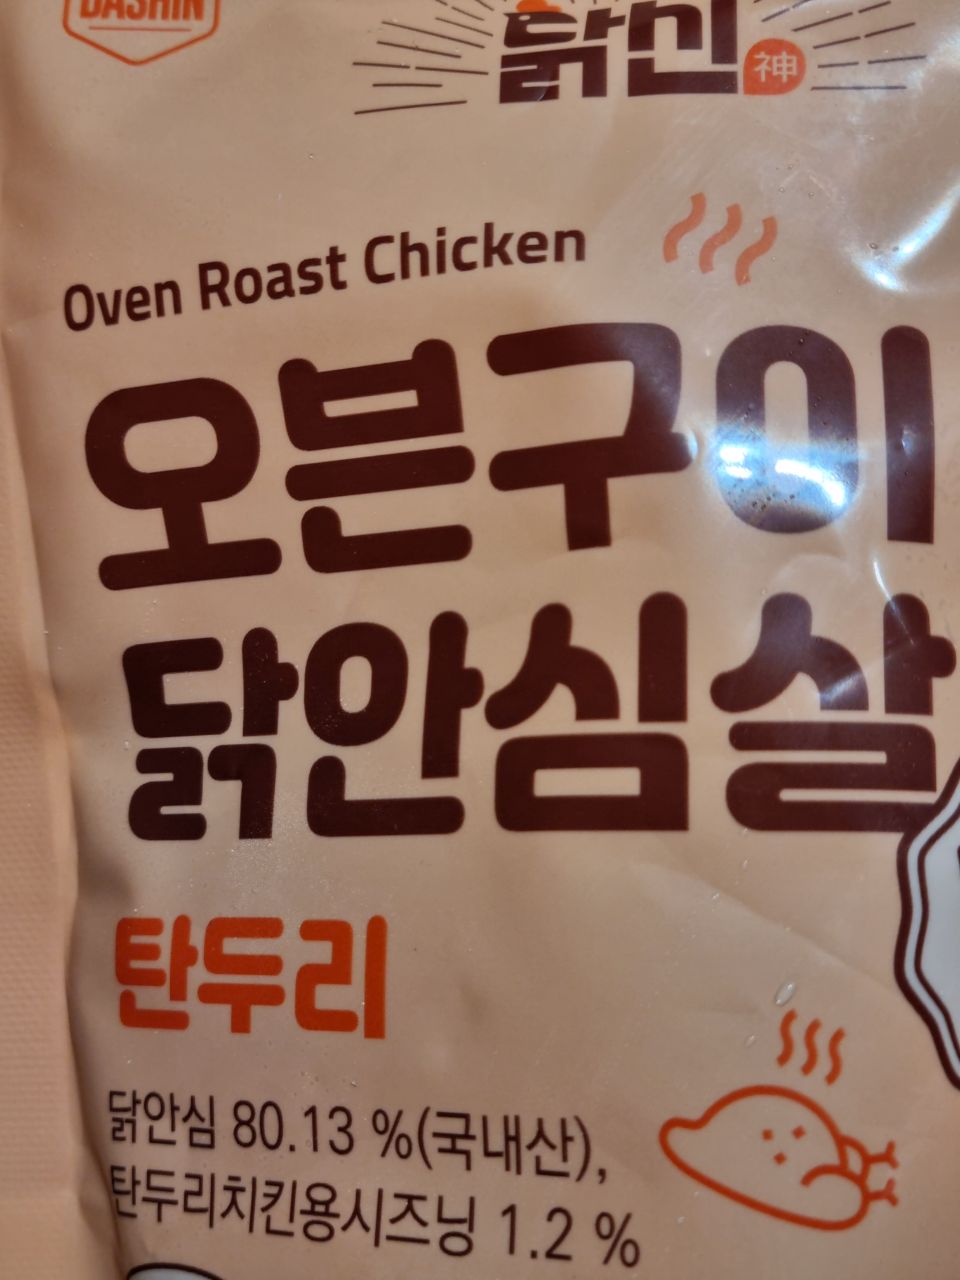 DASHIN
닭신 神
Oven Roast Chicken
오븐구이
닭안심살
탄두리
닭안심 80.13 %(국내산),
탄두리치킨용시즈닝 1.2 %